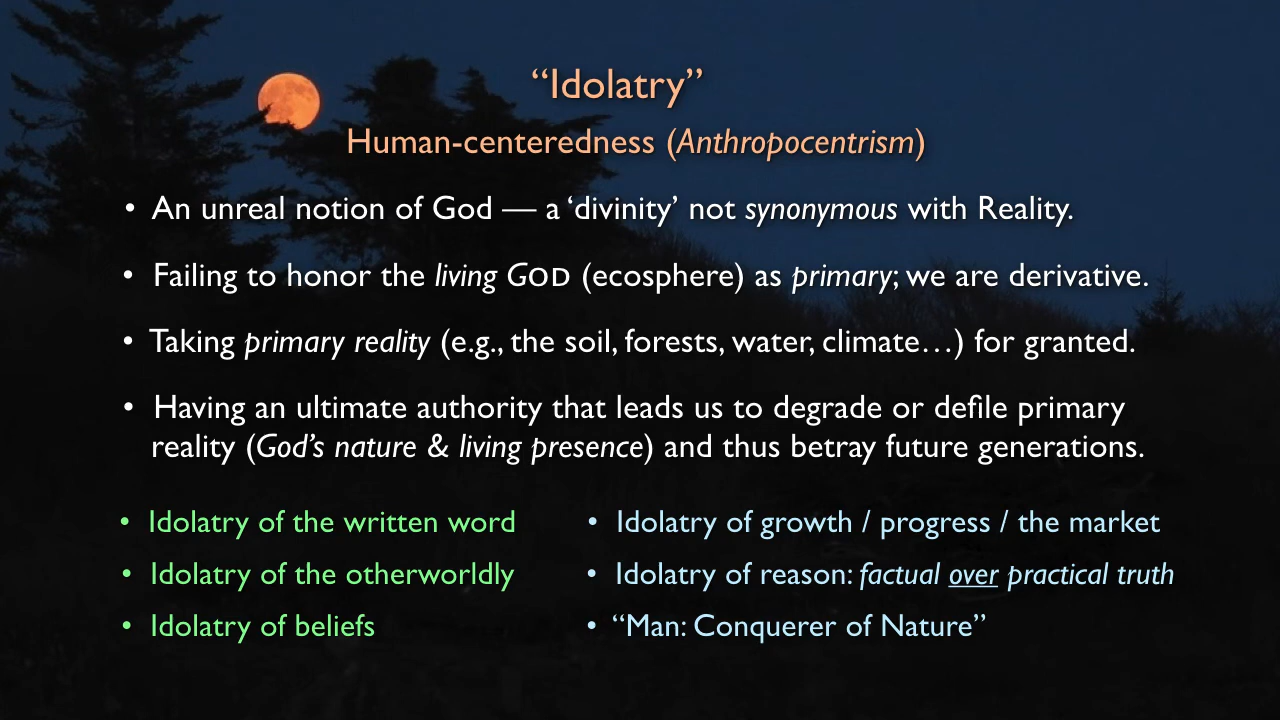 “Idolatry”
Human-centeredness (Anthropocentrism)
• An unreal notion of God — a ‘divinity’ not synonymous with Reality.
• Failing to honor the living GOD (ecosphere) as primary; we are derivative.
• Taking primary reality (e.g., the soil, forests, water, climate…) for granted.
• Having an ultimate authority that leads us to degrade or defile primary
reality (God’s nature & living presence) and thus betray future generations.
• Idolatry of the written word
• Idolatry of the otherworldly
• Idolatry of beliefs
• Idolatry of growth / progress / the market
• Idolatry of reason: factual over practical truth
• “Man: Conquerer of Nature”